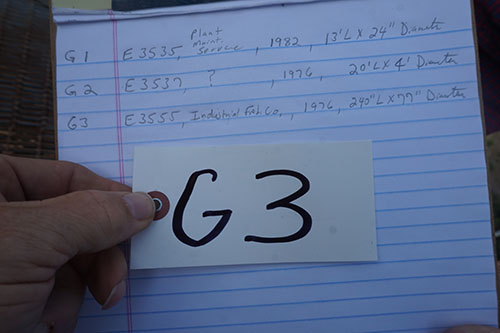 Plant
Maint
G1 E3535, Service, 1982, 13'L X 24" Diameter
G2 E3537, ?, 1976, 20'L X 4' Diameter
G3 E3555, Industrial Fab. Co., 1976, 240"L X 77" Diameter
G3